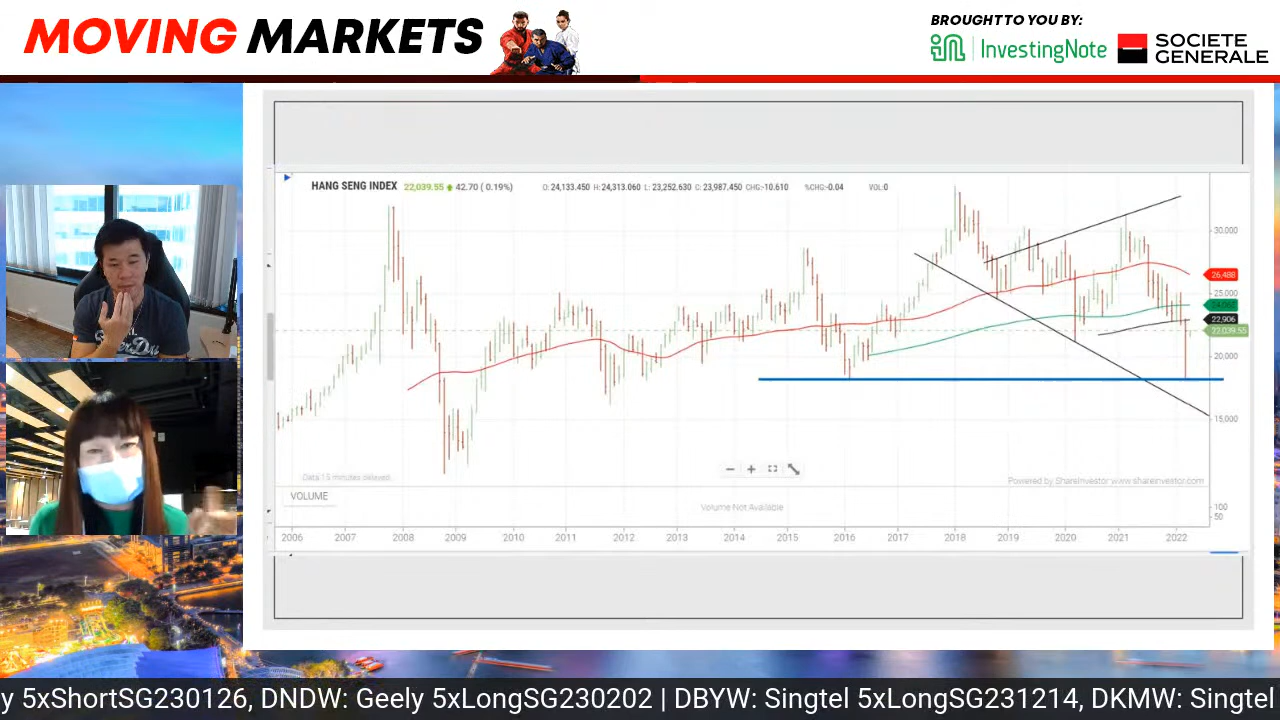 MOVING MARKETS
BROUGHT TO YOU BY:
InvestingNote
SOCIETE
GENERALE
HANG SENG INDEX 22,039.55 42.70 ( 0.19%) O: 24,133.450 H: 24,313.060 L: 23,252.630 C: 23,987.450 CHG:-10.610 %CHG:-0.04 VOL:0
30.000
26,488
25,000
22,906
22,039.55
20,000
15,000
Data 15 minutes delayed
Powered by ShareInvestor www.shareinvestor.com
VOLUME
Volume Not Available
100
50
2006 2007 2008 2009 2010 2011 2012 2013 2014 2015 2016 2017 2018 2019 2020 2021 2022
y 5xShortSG230126, DNDW: Geely 5xLongSG230202 | DBYW: Singtel 5xLongSG231214, DKMW: Singtel